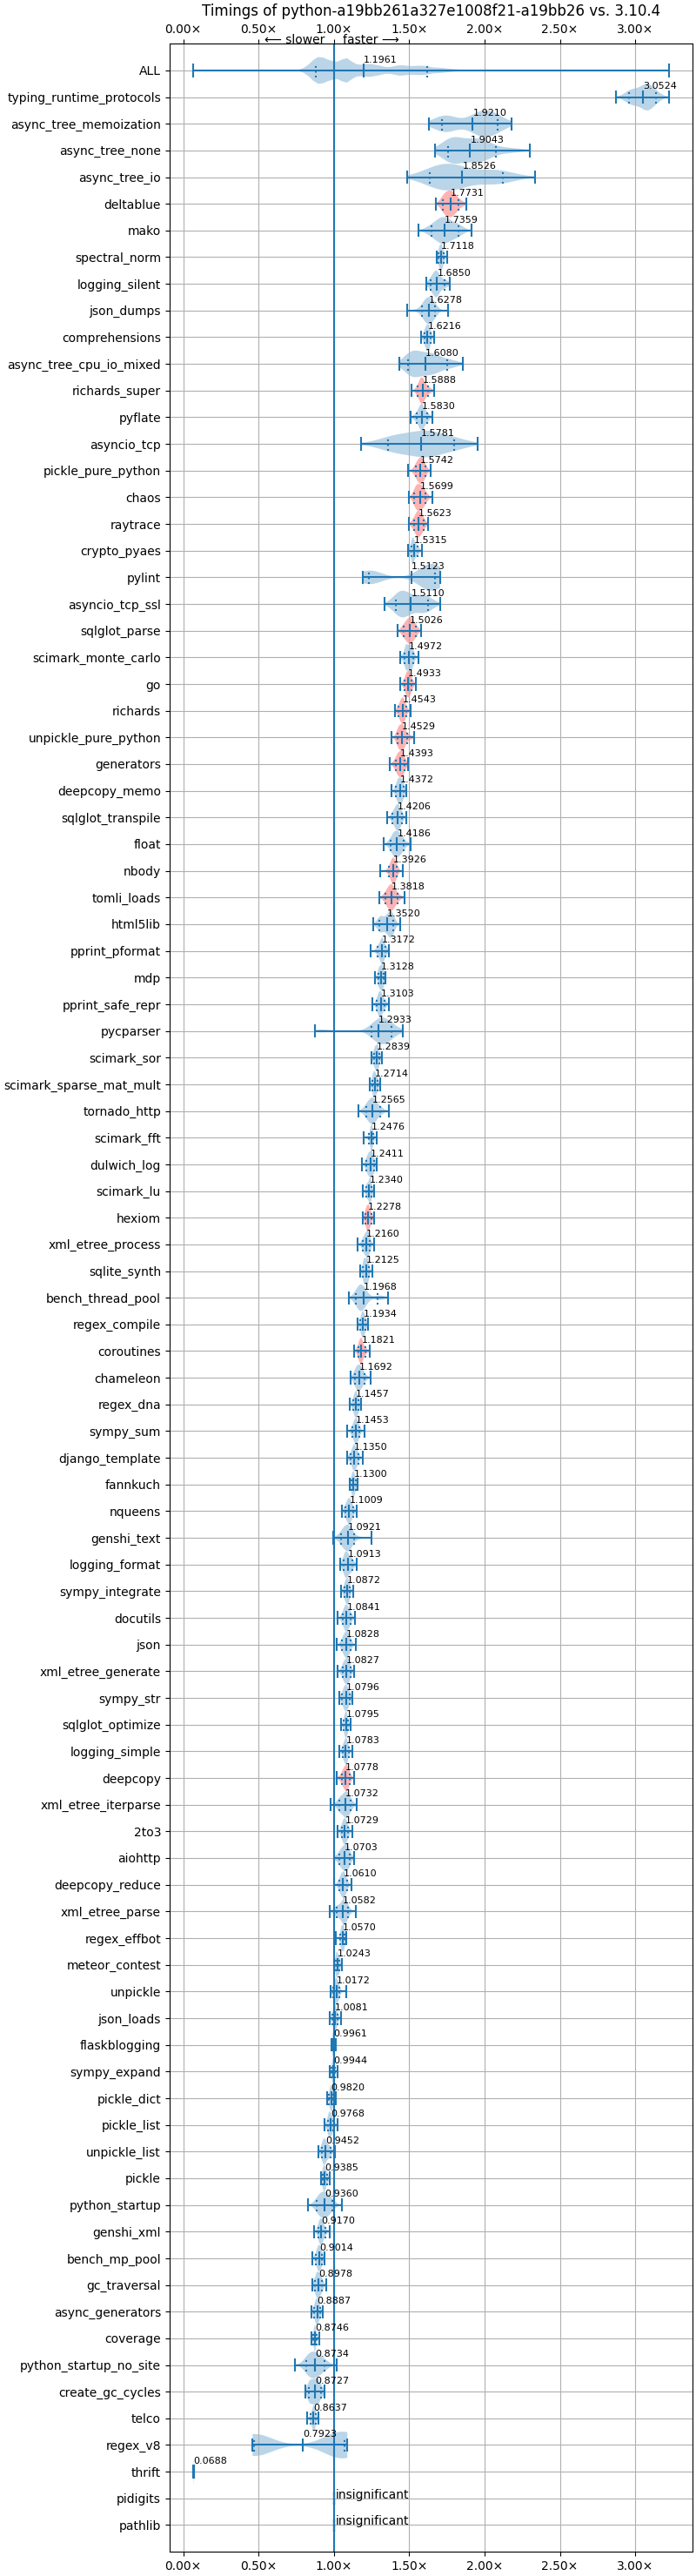 Timings of python-a19bb261a327e1008f21-a19bb26 vs. 3.10.4
0.00× 0.50× 1.00× 1.50× 2.00× 2.50× 3.00×
⟵ slower faster ⟶
ALL 1.1961
typing_runtime_protocols 3.0524
async_tree_memoization 1.9210
async_tree_none 1.9043
async_tree_io 1.8526
deltablue 1.7731
mako 1.7359
spectral_norm 1.7118
logging_silent 1.6850
json_dumps 1.6278
comprehensions 1.6216
async_tree_cpu_io_mixed 1.6080
richards_super 1.5888
pyflate 1.5830
asyncio_tcp 1.5781
pickle_pure_python 1.5742
chaos 1.5699
raytrace 1.5623
crypto_pyaes 1.5315
pylint 1.5123
asyncio_tcp_ssl 1.5110
sqlglot_parse 1.5026
scimark_monte_carlo 1.4972
go 1.4933
richards 1.4543
unpickle_pure_python 1.4529
generators 1.4393
deepcopy_memo 1.4372
sqlglot_transpile 1.4206
float 1.4186
nbody 1.3926
tomli_loads 1.3818
html5lib 1.3520
pprint_pformat 1.3172
mdp 1.3128
pprint_safe_repr 1.3103
pycparser 1.2933
scimark_sor 1.2839
scimark_sparse_mat_mult 1.2714
tornado_http 1.2565
scimark_fft 1.2476
dulwich_log 1.2411
scimark_lu 1.2340
hexiom 1.2278
xml_etree_process 1.2160
sqlite_synth 1.2125
bench_thread_pool 1.1968
regex_compile 1.1934
coroutines 1.1821
chameleon 1.1692
regex_dna 1.1457
sympy_sum 1.1453
django_template 1.1350
fannkuch 1.1300
nqueens 1.1009
genshi_text 1.0921
logging_format 1.0913
sympy_integrate 1.0872
docutils 1.0841
json 1.0828
xml_etree_generate 1.0827
sympy_str 1.0796
sqlglot_optimize 1.0795
logging_simple 1.0783
deepcopy 1.0778
xml_etree_iterparse 1.0732
2to3 1.0729
aiohttp 1.0703
deepcopy_reduce 1.0610
xml_etree_parse 1.0582
regex_effbot 1.0570
meteor_contest 1.0243
unpickle 1.0172
json_loads 1.0081
flaskblogging 0.9961
sympy_expand 0.9944
pickle_dict 0.9820
pickle_list 0.9768
unpickle_list 0.9452
pickle 0.9385
python_startup 0.9360
genshi_xml 0.9170
bench_mp_pool 0.9014
gc_traversal 0.8978
async_generators 0.8887
coverage 0.8746
python_startup_no_site 0.8734
create_gc_cycles 0.8727
telco 0.8637
regex_v8 0.7923
thrift 0.0688
pidigits insignificant
pathlib insignificant
0.00× 0.50× 1.00× 1.50× 2.00× 2.50× 3.00×